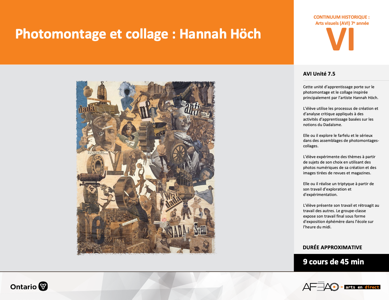 Photomontage et collage : Hannah Höch
CONTINUUM HISTORIQUE :
Arts visuels (AVI) 7e année
VI
AVI Unité 7.5
Cette unité d'apprentissage porte sur le
photomontage et le collage inspirée
principalement par l'artiste Hannah Höch.
L'élève utilise les processus de création et
d'analyse critique appliqués à des
activités d'apprentissage basées sur les
notions du Dadaïsme.
Elle ou il explore le farfelu et le sérieux
dans des assemblages de photomontages-
collages.
L'élève expérimente des thèmes à partir
de sujets de son choix en utilisant des
photos numériques de sa création et des
images tirées de revues et magazines.
Elle ou il réalise un triptyque à partir de
son travail d'exploration et
d'expérimentation.
L'élève présente son travail et rétroagit au
travail des autres. Le groupe-classe
expose son travail final sous forme
d'exposition éphémère dans l'école sur
l'heure du midi.
DURÉE APPROXIMATIVE
9 cours de 45 min
Ontario
arts en direct